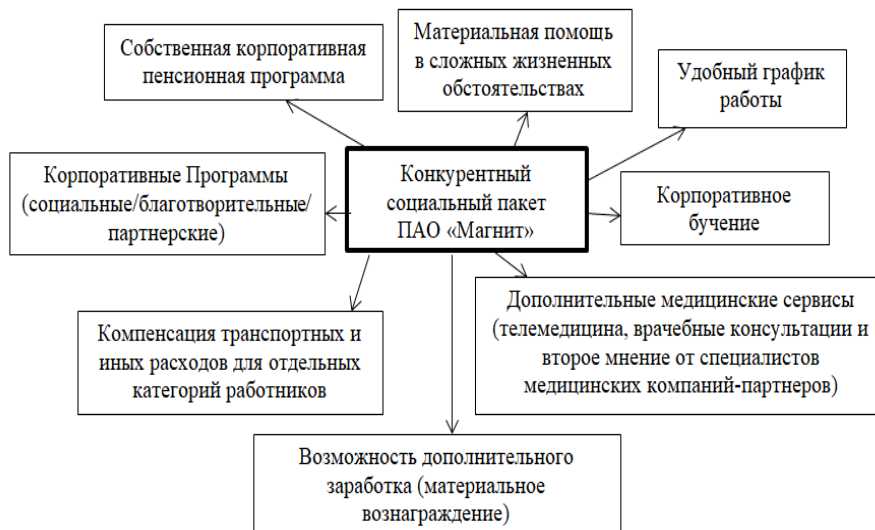 Собственная корпоративная
пенсионная программа
Материальная помощь
в сложных жизненных
обстоятельствах
Удобный график
работы
Корпоративные Программы
(социальные/благотворительные/
партнерские)
Конкурентный
социальный пакет
ПАО «Магнит»
Корпоративное
бучение
Компенсация транспортных и
иных расходов для отдельных
категорий работников
Дополнительные медицинские сервисы
(телемедицина, врачебные консультации и
второе мнение от специалистов
медицинских компаний-партнеров)
Возможность дополнительного
заработка (материальное
вознаграждение)